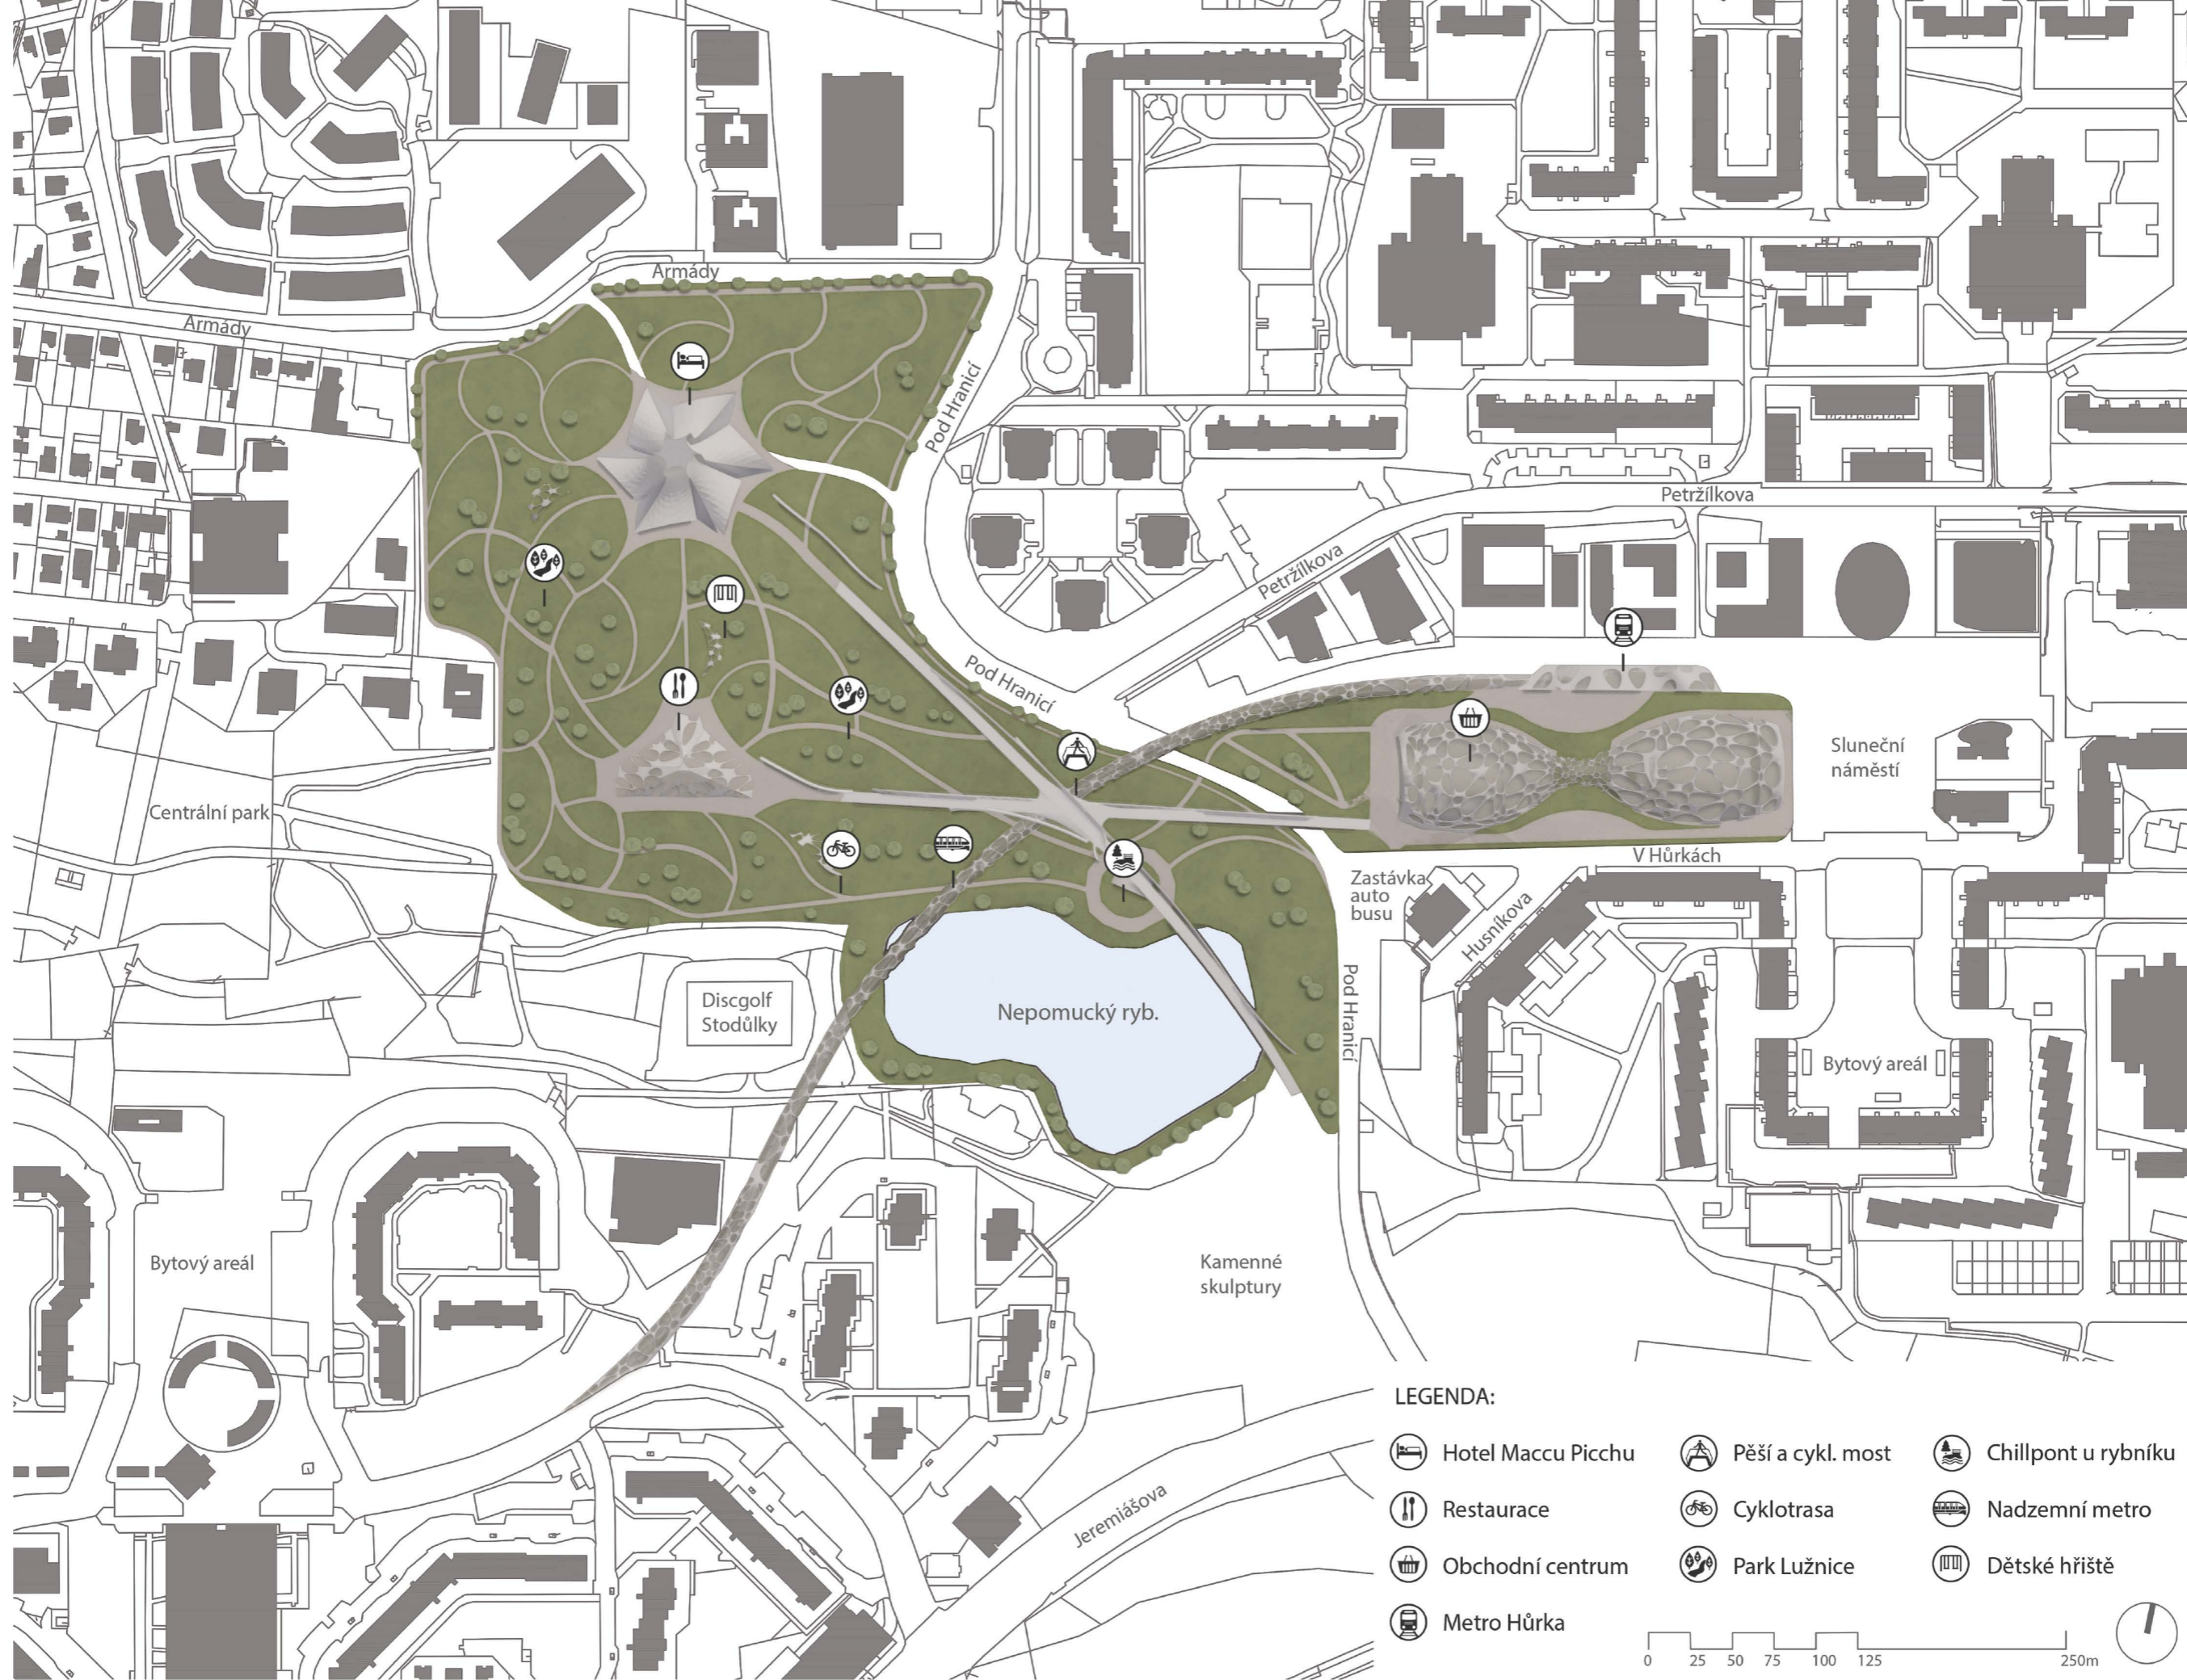 Armády
Armády
Pod Hranicí
Petržílkova
Petržílkova
Pod Hranicí
Sluneční
náměstí
Centrální park
V Hůrkách
Zastávka
auto
busu
Husníkova
Pod Hranicí
Discgolf
Stodůlky
Nepomucký ryb.
Bytový areál
Bytový areál
Kamenné
skulptury
Jeremiášova
LEGENDA:
Hotel Maccu Picchu
Pěší a cykl. most
Chillpont u rybníku
Restaurace
Cyklotrasa
Nadzemní metro
Obchodní centrum
Park Lužnice
Dětské hřiště
Metro Hůrka
0 25 50 75 100 125 250m